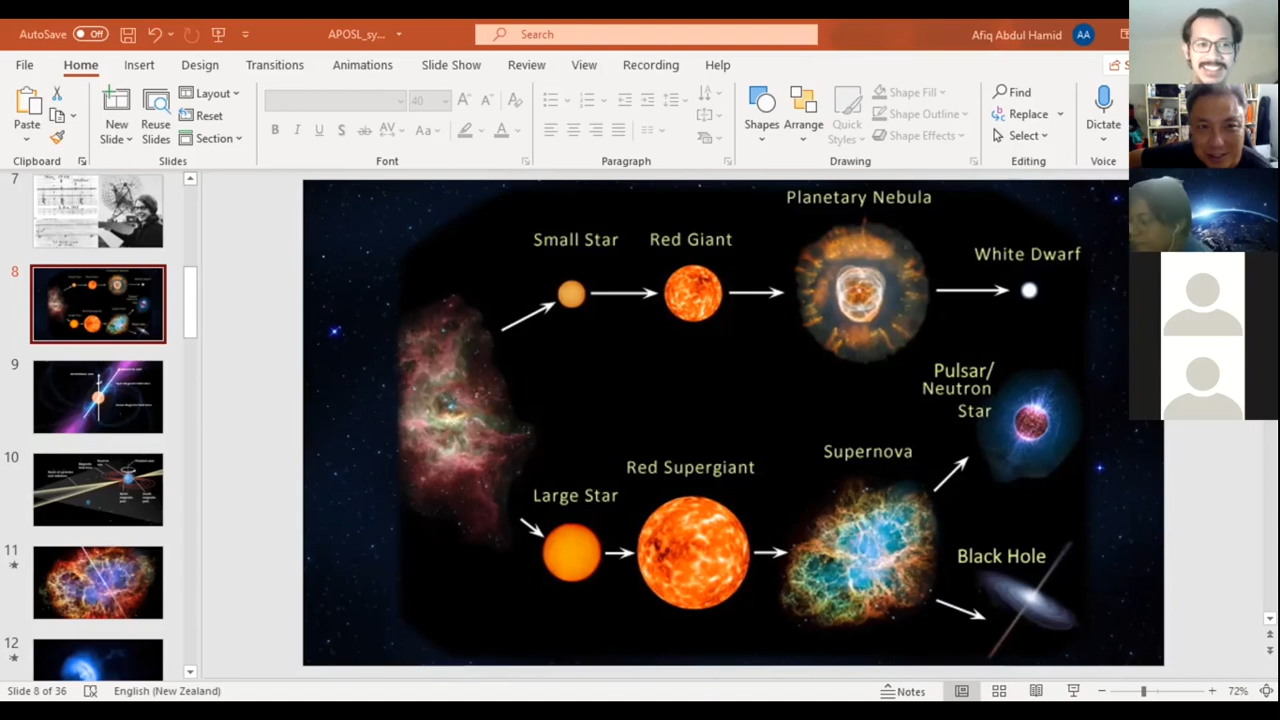 AutoSave Off
APOSL_sy...
Search
Afiq Abdul Hamid AA
File Home Insert Design Transitions Animations Slide Show Review View Recording Help
Paste
New
Slide
Reuse
Slides
Layout
Reset
Section
40
Aa
Shapes
Arrange
Quick
Styles
Shape Fill
Shape Outline
Shape Effects
Find
Replace
Select
Dictate
Clipboard Slides Font Paragraph Drawing Editing Voice
7
8
9
10
11
12
Planetary Nebula
Small Star
Red Giant
White Dwarf
Pulsar/
Neutron
Star
Supernova
Red Supergiant
Large Star
Black Hole
Slide 8 of 36 English (New Zealand) Notes 72%